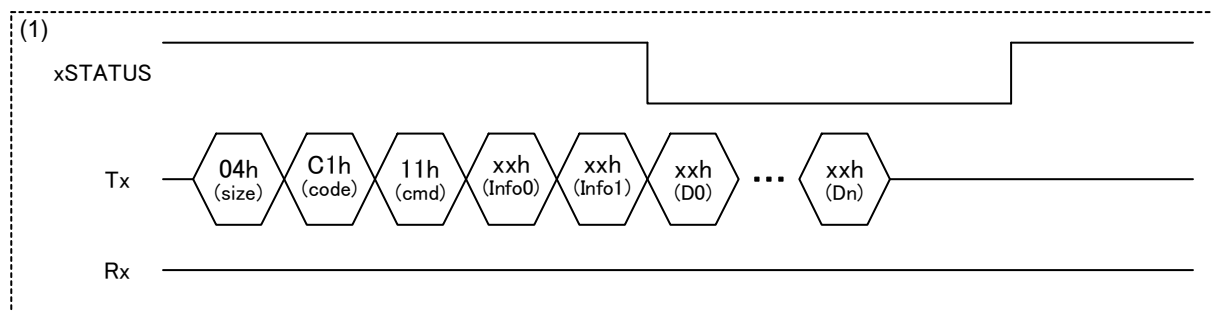 (1)
xSTATUS
Tx
04h
(size)
C1h
(code)
11h
(cmd)
xxh
(Info0)
xxh
(Info1)
xxh
(D0)
···
xxh
(Dn)
Rx